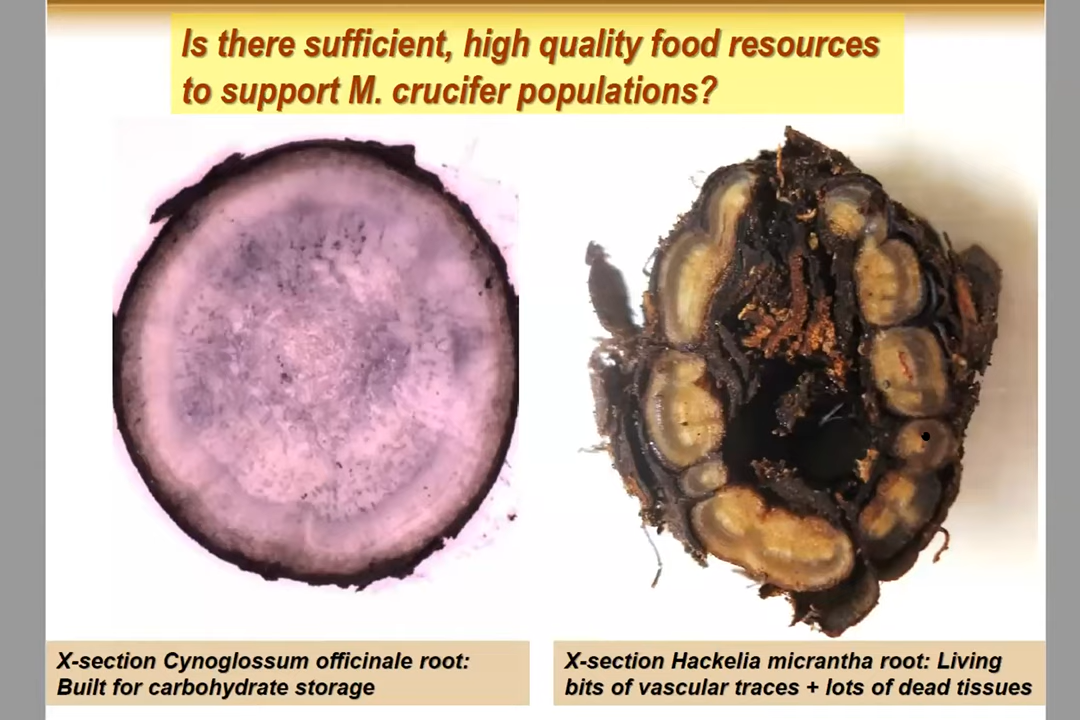 Is there sufficient, high quality food resources
to support M. crucifer populations?
X-section Cynoglossum officinale root:
Built for carbohydrate storage
X-section Hackelia micrantha root: Living
bits of vascular traces + lots of dead tissues